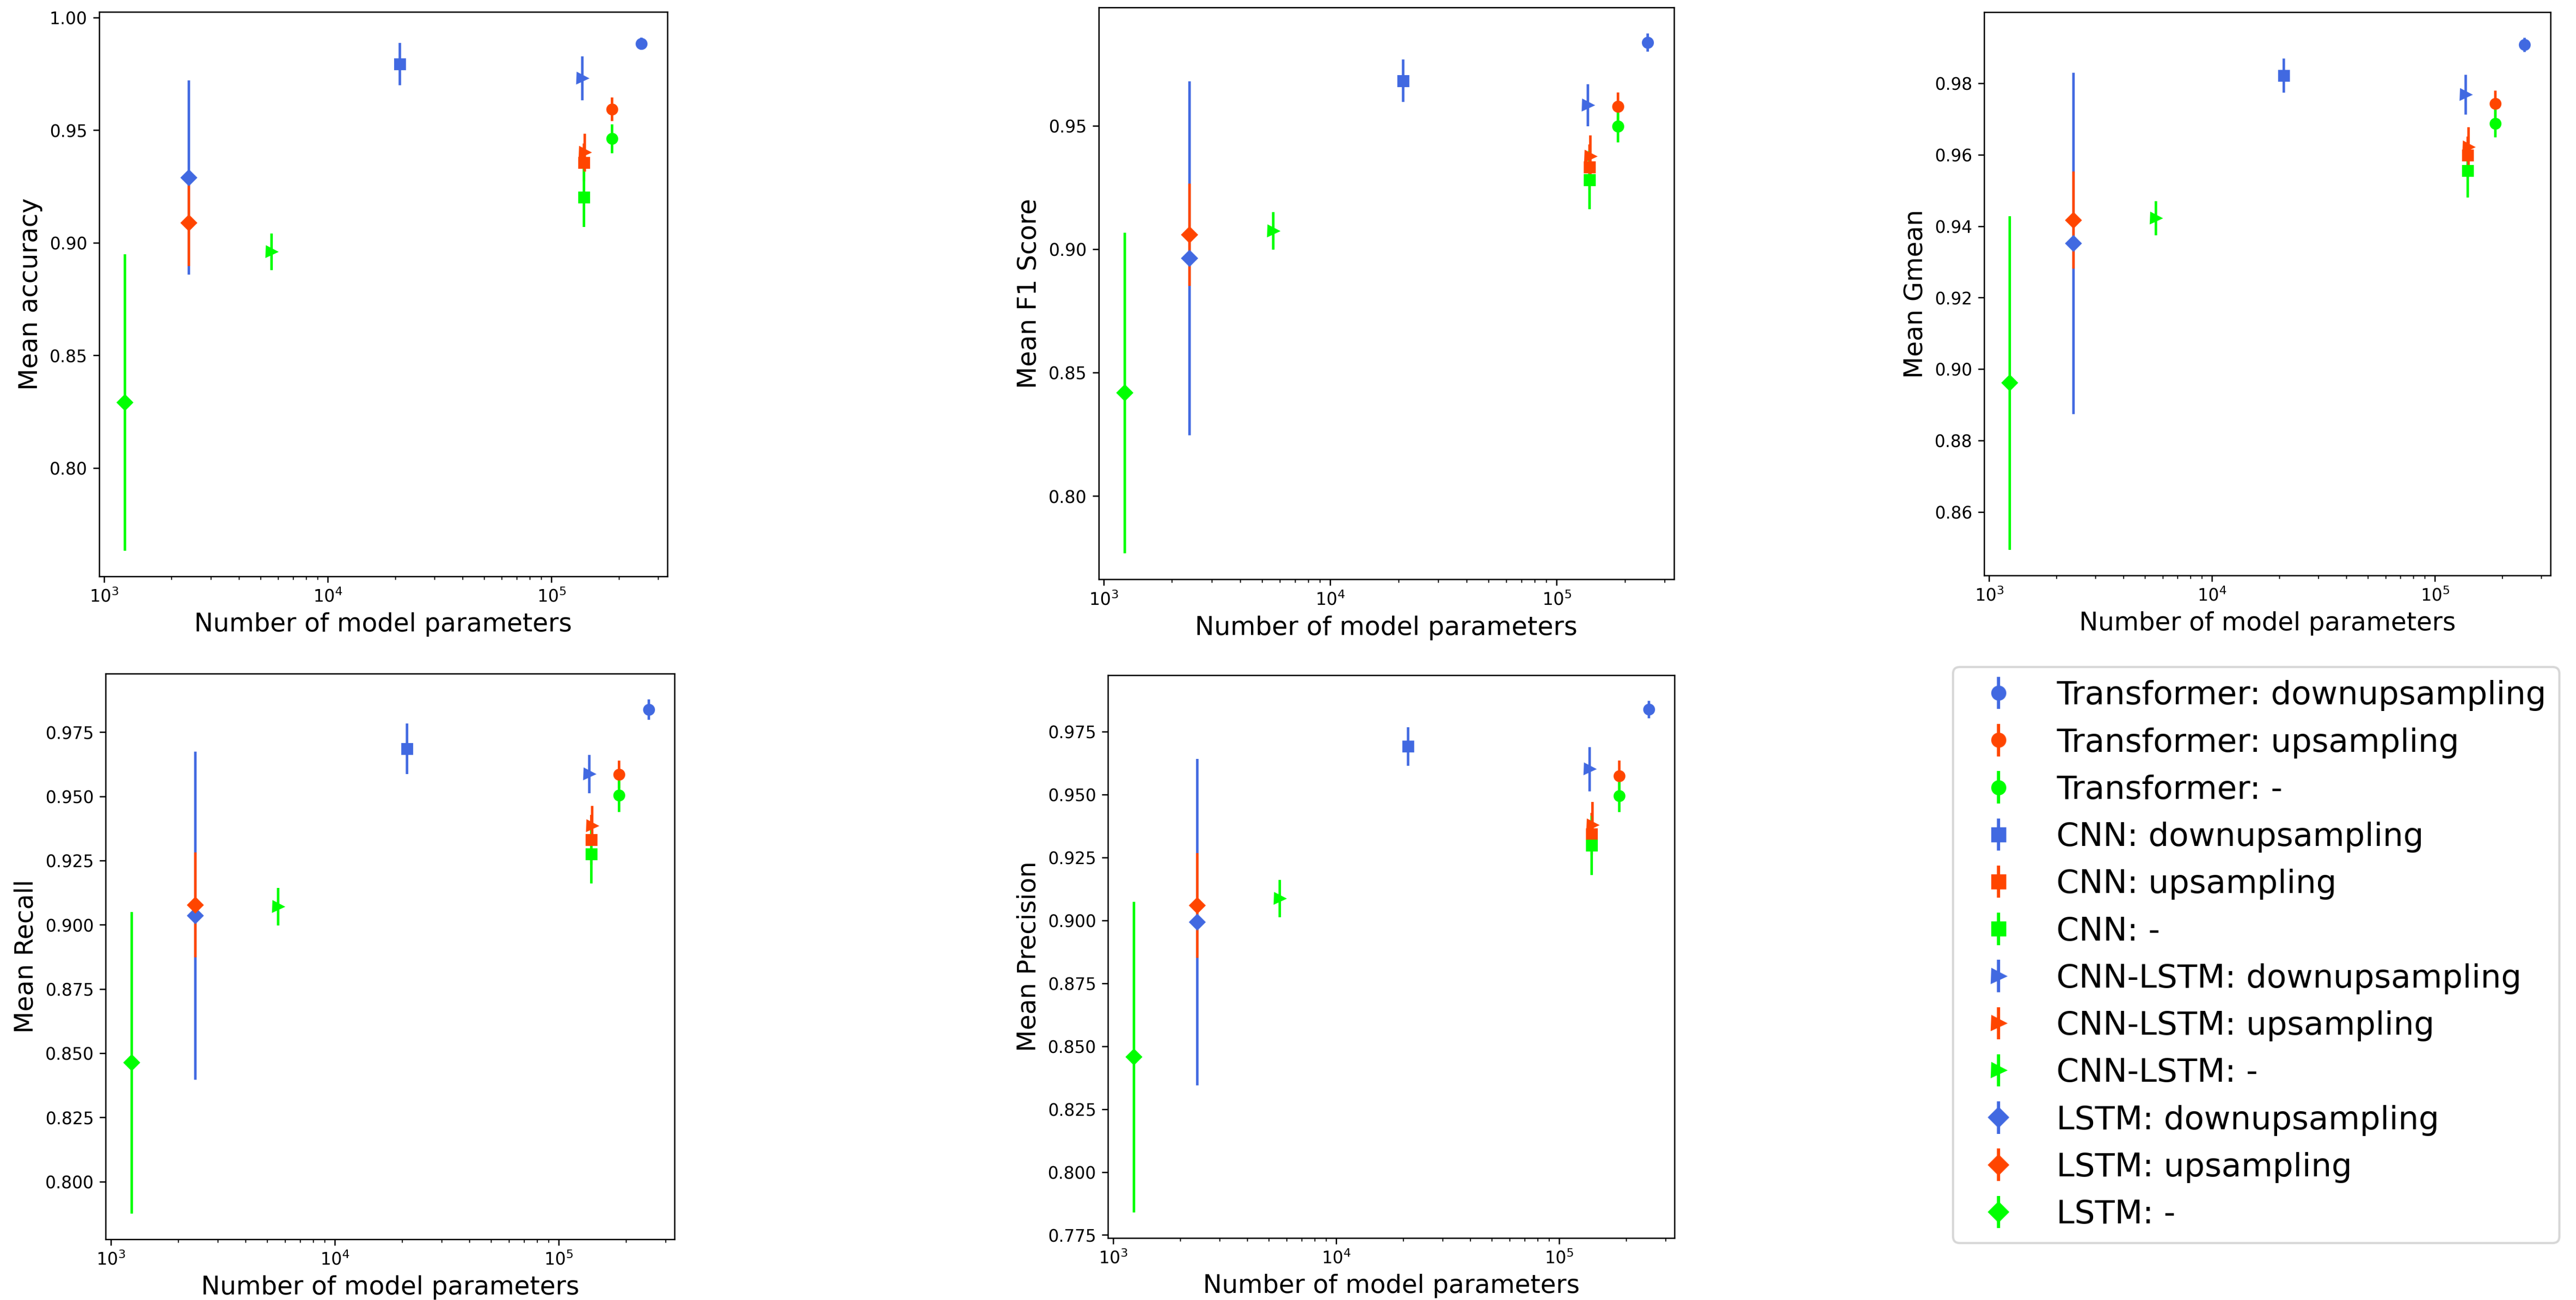 1.00
0.95
0.90
0.85
0.80
Mean accuracy
10³
10⁴
10⁵
Number of model parameters
0.95
0.90
0.85
0.80
Mean F1 Score
10³
10⁴
10⁵
Number of model parameters
0.98
0.96
0.94
0.92
0.90
0.88
0.86
Mean Gmean
10³
10⁴
10⁵
Number of model parameters
0.975
0.950
0.925
0.900
0.875
0.850
0.825
0.800
Mean Recall
10³
10⁴
10⁵
Number of model parameters
0.975
0.950
0.925
0.900
0.875
0.850
0.825
0.800
0.775
Mean Precision
10³
10⁴
10⁵
Number of model parameters
Transformer: downupsampling
Transformer: upsampling
Transformer: -
CNN: downupsampling
CNN: upsampling
CNN: -
CNN-LSTM: downupsampling
CNN-LSTM: upsampling
CNN-LSTM: -
LSTM: downupsampling
LSTM: upsampling
LSTM: -